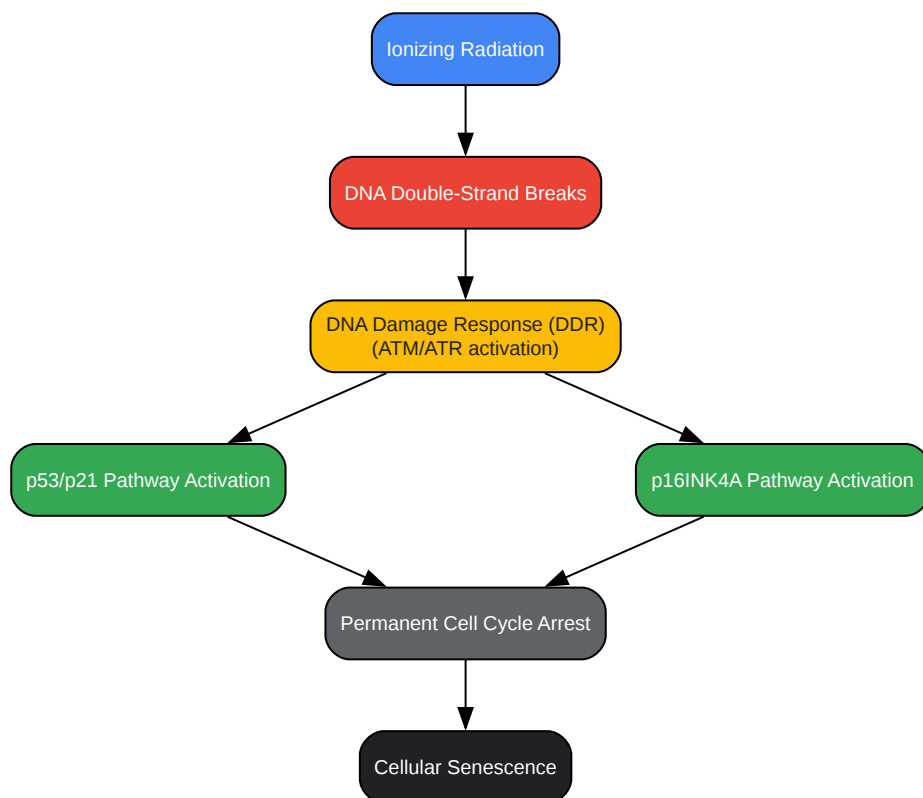 Ionizing Radiation
DNA Double-Strand Breaks
DNA Damage Response (DDR)
(ATM/ATR activation)
p53/p21 Pathway Activation
p16INK4A Pathway Activation
Permanent Cell Cycle Arrest
Cellular Senescence